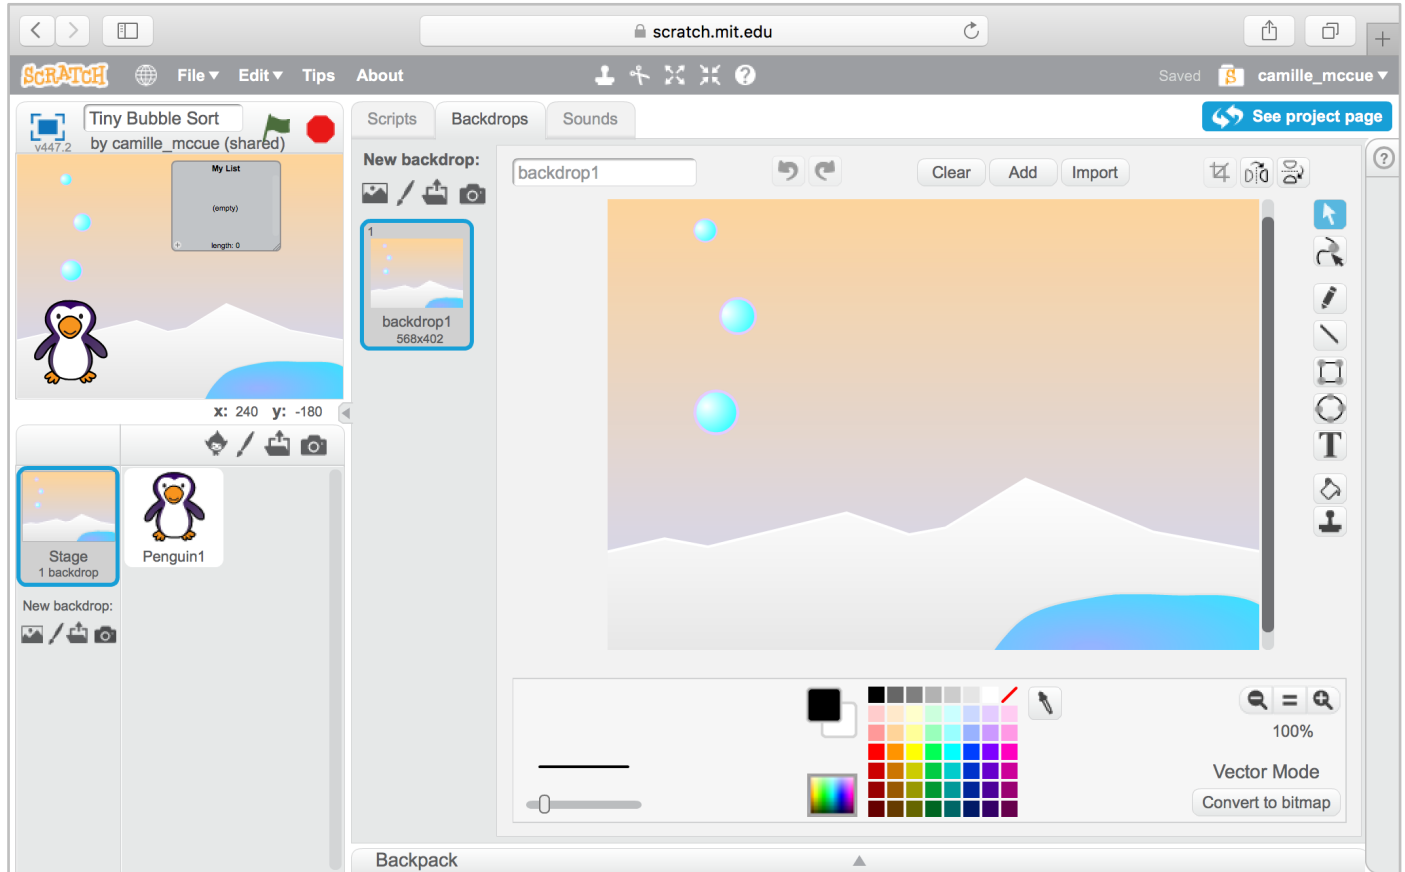 scratch.mit.edu
SCRATCH
File
Edit
Tips
About
Saved
S
camille_mccue
Tiny Bubble Sort
by camille_mccue (shared)
v447.2
My List
(empty)
length: 0
x: 240 y: -180
Stage
1 backdrop
New backdrop:
Penguin1
Scripts
Backdrops
Sounds
See project page
New backdrop:
1
backdrop1
568x402
backdrop1
Clear
Add
Import
T
100%
Vector Mode
Convert to bitmap
Backpack